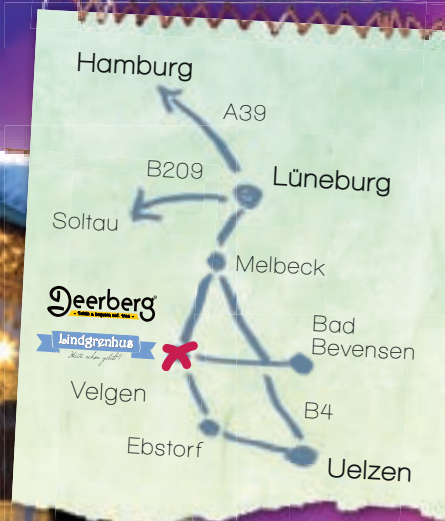 Hamburg
A39
B209
Lüneburg
Soltau
Melbeck
Deerberg
Lindgrenhus
Bad
Bevensen
Velgen
B4
Ebstorf
Uelzen